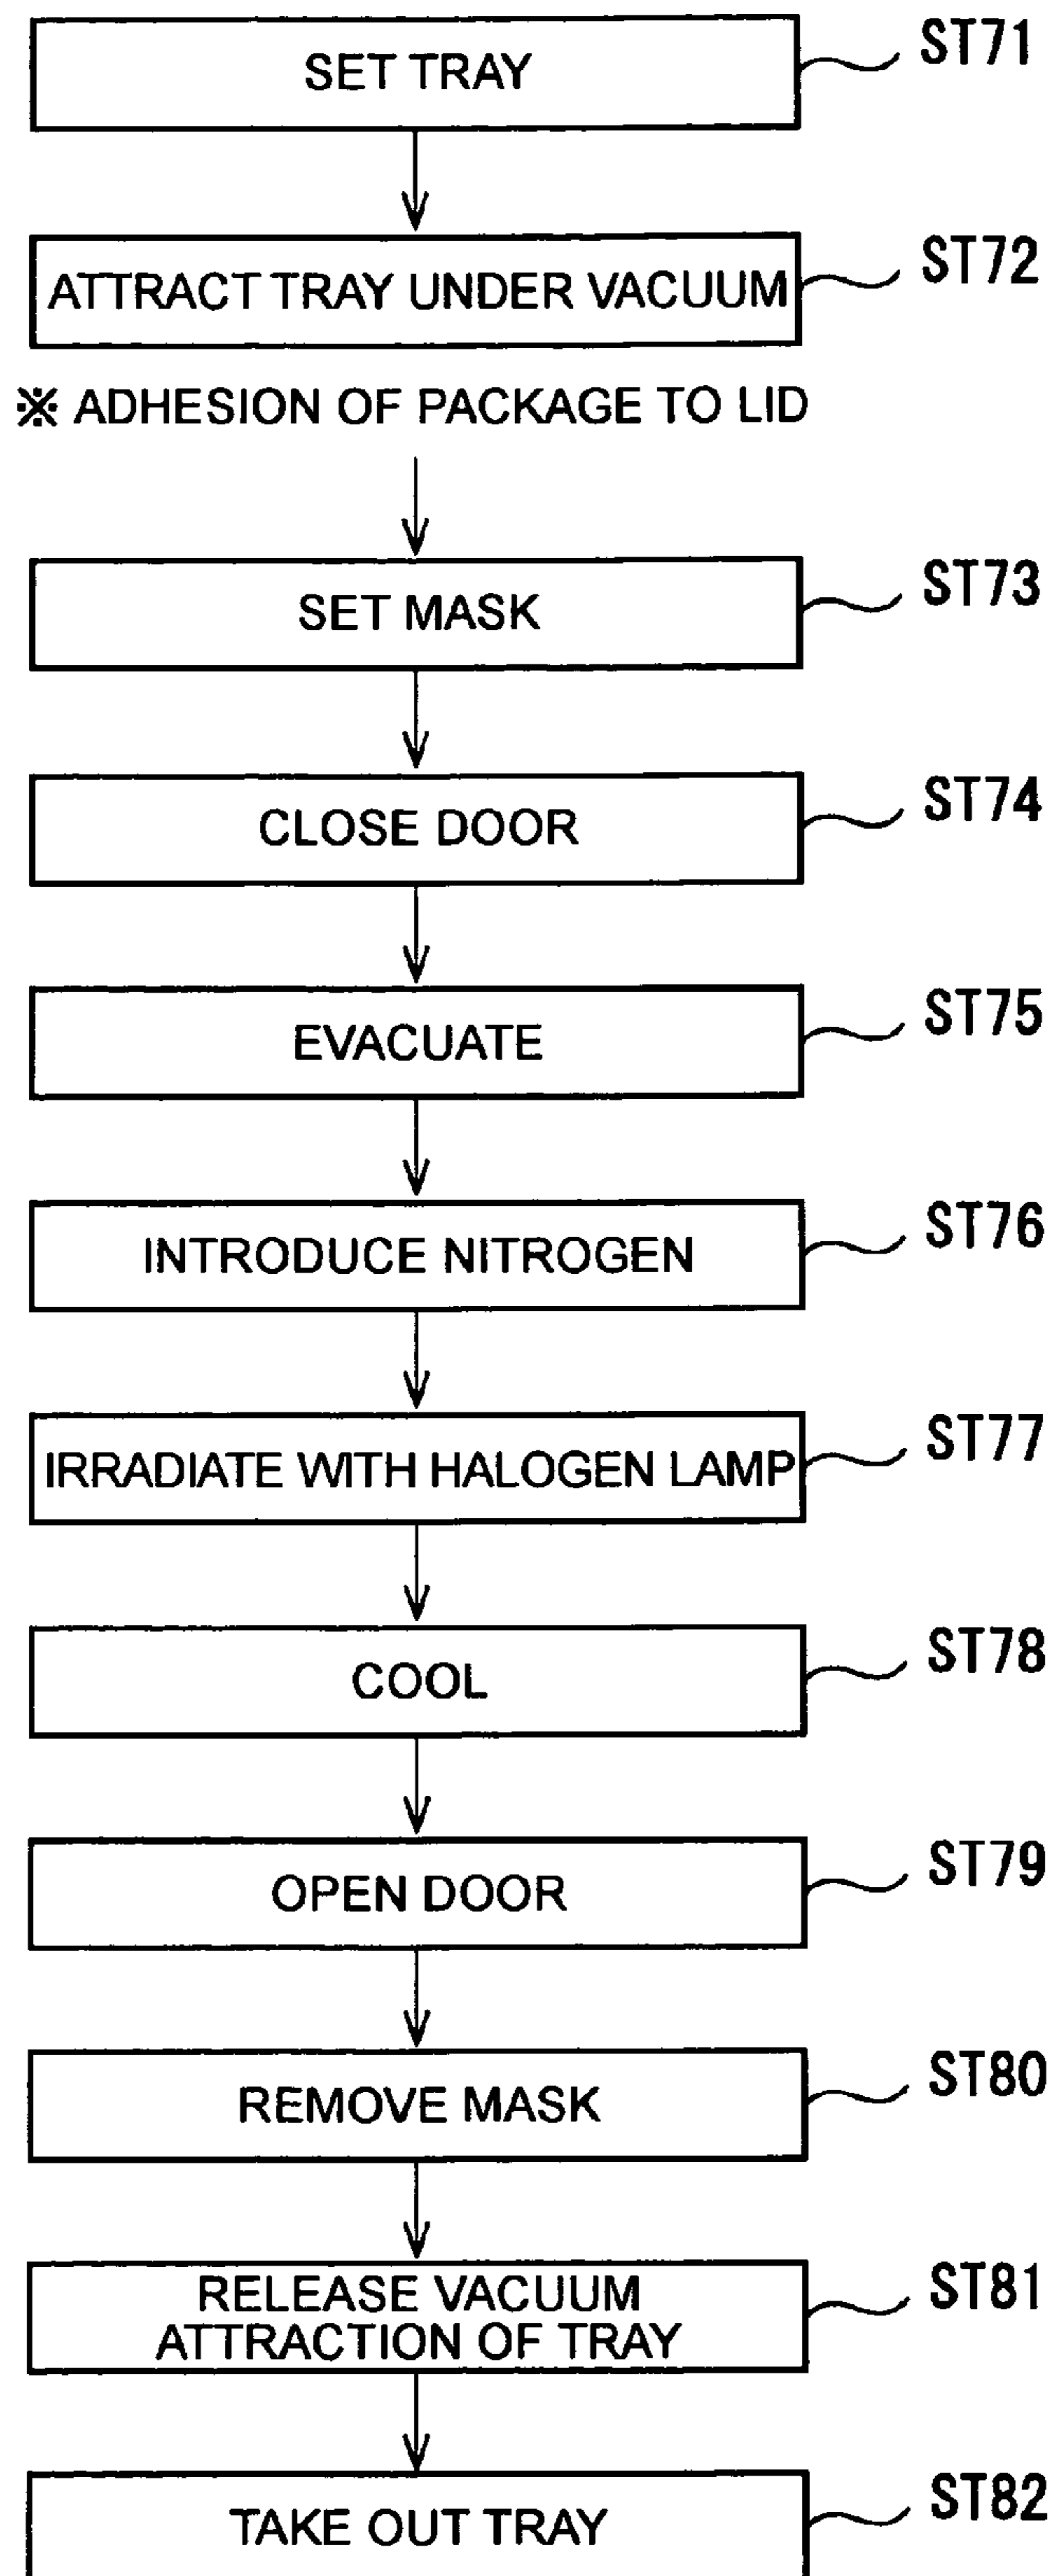 SET TRAY
ST71
ATTRACT TRAY UNDER VACUUM
ST72
※ ADHESION OF PACKAGE TO LID
SET MASK
ST73
CLOSE DOOR
ST74
EVACUATE
ST75
INTRODUCE NITROGEN
ST76
IRRADIATE WITH HALOGEN LAMP
ST77
COOL
ST78
OPEN DOOR
ST79
REMOVE MASK
ST80
RELEASE VACUUM
ATTRACTION OF TRAY
ST81
TAKE OUT TRAY
ST82